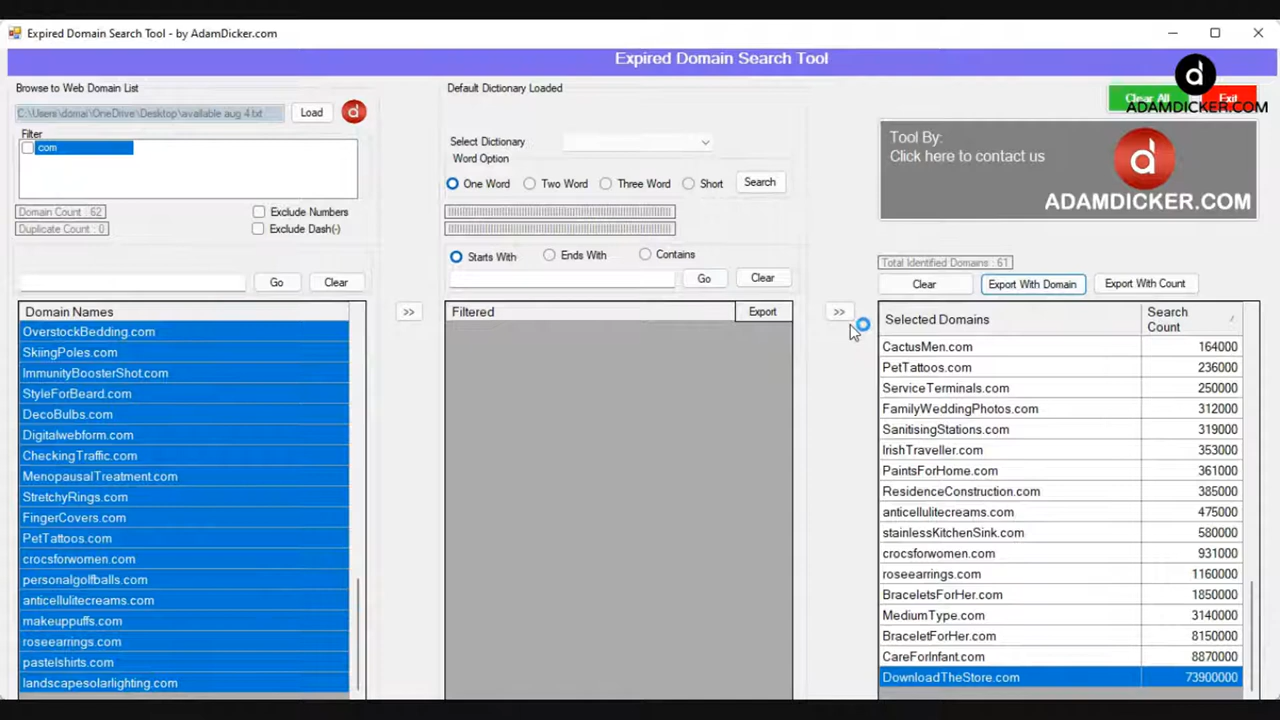 Expired Domain Search Tool - by AdamDicker.com
Expired Domain Search Tool
Browse to Web Domain List
C:\Users\domai\OneDrive\Desktop\available aug 4.txt
Load
d
Filter
com
Domain Count : 62
Duplicate Count : 0
Exclude Numbers
Exclude Dash(-)
Go
Clear
Domain Names
OverstockBedding.com
SkiingPoles.com
ImmunityBoosterShot.com
StyleForBeard.com
DecoBulbs.com
Digitalwebform.com
CheckingTraffic.com
MenopausalTreatment.com
StretchyRings.com
FingerCovers.com
PetTattoos.com
crocsforwomen.com
personalgolfballs.com
anticellulitecreams.com
makeuppuffs.com
roseearrings.com
pastelshirts.com
landscapesolarlighting.com
>>
Default Dictionary Loaded
Select Dictionary
Word Option
One Word
Two Word
Three Word
Short
Search
Starts With
Ends With
Contains
Go
Clear
Filtered
Export
>>
d
Clear All
Exit
ADAMDICKER.COM
Tool By:
Click here to contact us
d
ADAMDICKER.COM
Total Identified Domains : 61
Clear
Export With Domain
Export With Count
Selected Domains
Search Count
CactusMen.com 164000
PetTattoos.com 236000
ServiceTerminals.com 250000
FamilyWeddingPhotos.com 312000
SanitisingStations.com 319000
IrishTraveller.com 353000
PaintsForHome.com 361000
ResidenceConstruction.com 385000
anticellulitecreams.com 475000
stainlessKitchenSink.com 580000
crocsforwomen.com 931000
roseearrings.com 1160000
BraceletsForHer.com 1850000
MediumType.com 3140000
BraceletForHer.com 8150000
CareForInfant.com 8870000
DownloadTheStore.com 73900000